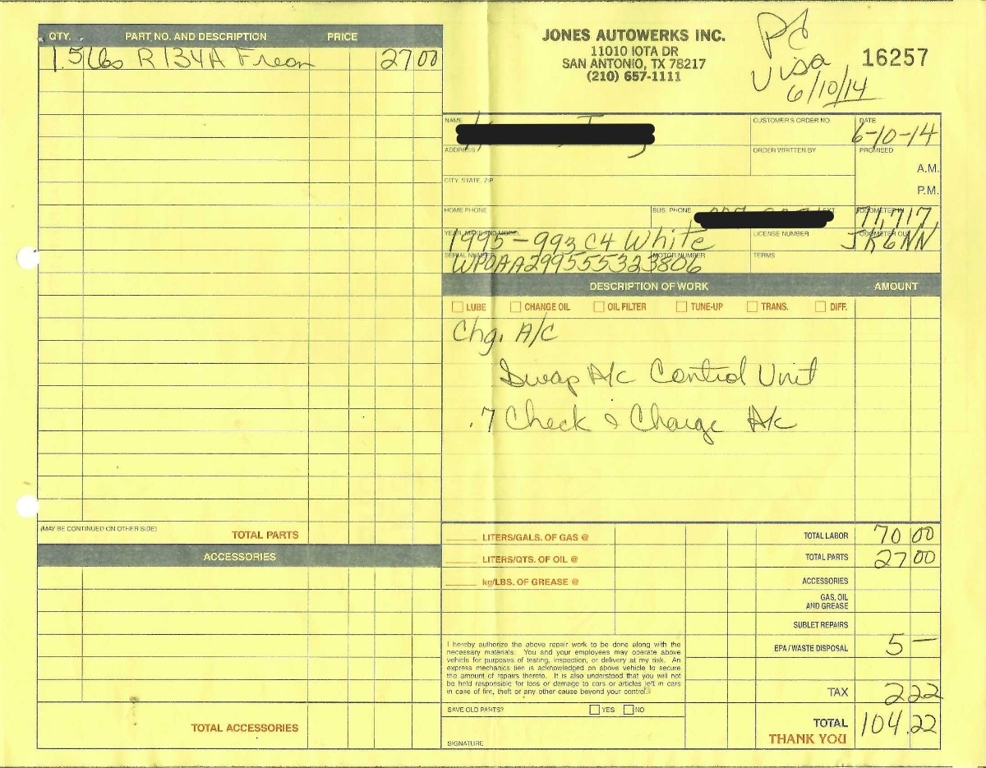 QTY. PART NO. AND DESCRIPTION PRICE
1.5 lbs R134A Freon 27 00
(MAY BE CONTINUED ON OTHER SIDE) TOTAL PARTS
ACCESSORIES
TOTAL ACCESSORIES
JONES AUTOWERKS INC.
11010 IOTA DR
SAN ANTONIO, TX 78217
(210) 657-1111
Pd
Visa
6/10/14
16257
NAME CUSTOMER'S ORDER NO. DATE
6-10-14
ADDRESS ORDER WRITTEN BY PROMISED
A.M.
CITY, STATE, ZIP
P.M.
HOME PHONE BUS. PHONE EXT ODOMETER IN
71,717
YEAR, MAKE AND MODEL LICENSE NUMBER ODOMETER OUT
1995 - 993 C4 White JRGNN
SERIAL NUMBER MOTOR NUMBER TERMS
WP0AA2995SS323806
DESCRIPTION OF WORK AMOUNT
LUBE CHANGE OIL OIL FILTER TUNE-UP TRANS. DIFF.
Chg. A/C
Swap A/c Control Unit
.7 Check & Charge A/c
LITERS/GALS. OF GAS @ TOTAL LABOR 70 00
LITERS/QTS. OF OIL @ TOTAL PARTS 27 00
kg/LBS. OF GREASE @ ACCESSORIES
GAS, OIL
AND GREASE
SUBLET REPAIRS
I hereby authorize the above repair work to be done along with the
necessary materials. You and your employees may operate above
vehicle for purposes of testing, inspection, or delivery at my risk. An
express mechanics lien is acknowledged on above vehicle to secure
the amount of repairs thereto. It is also understood that you will not
be held responsible for loss or damage to cars or articles left in cars
in case of fire, theft or any other cause beyond your control.
EPA / WASTE DISPOSAL 5 —
TAX 2 22
SAVE OLD PARTS? YES NO
SIGNATURE
TOTAL 104.22
THANK YOU